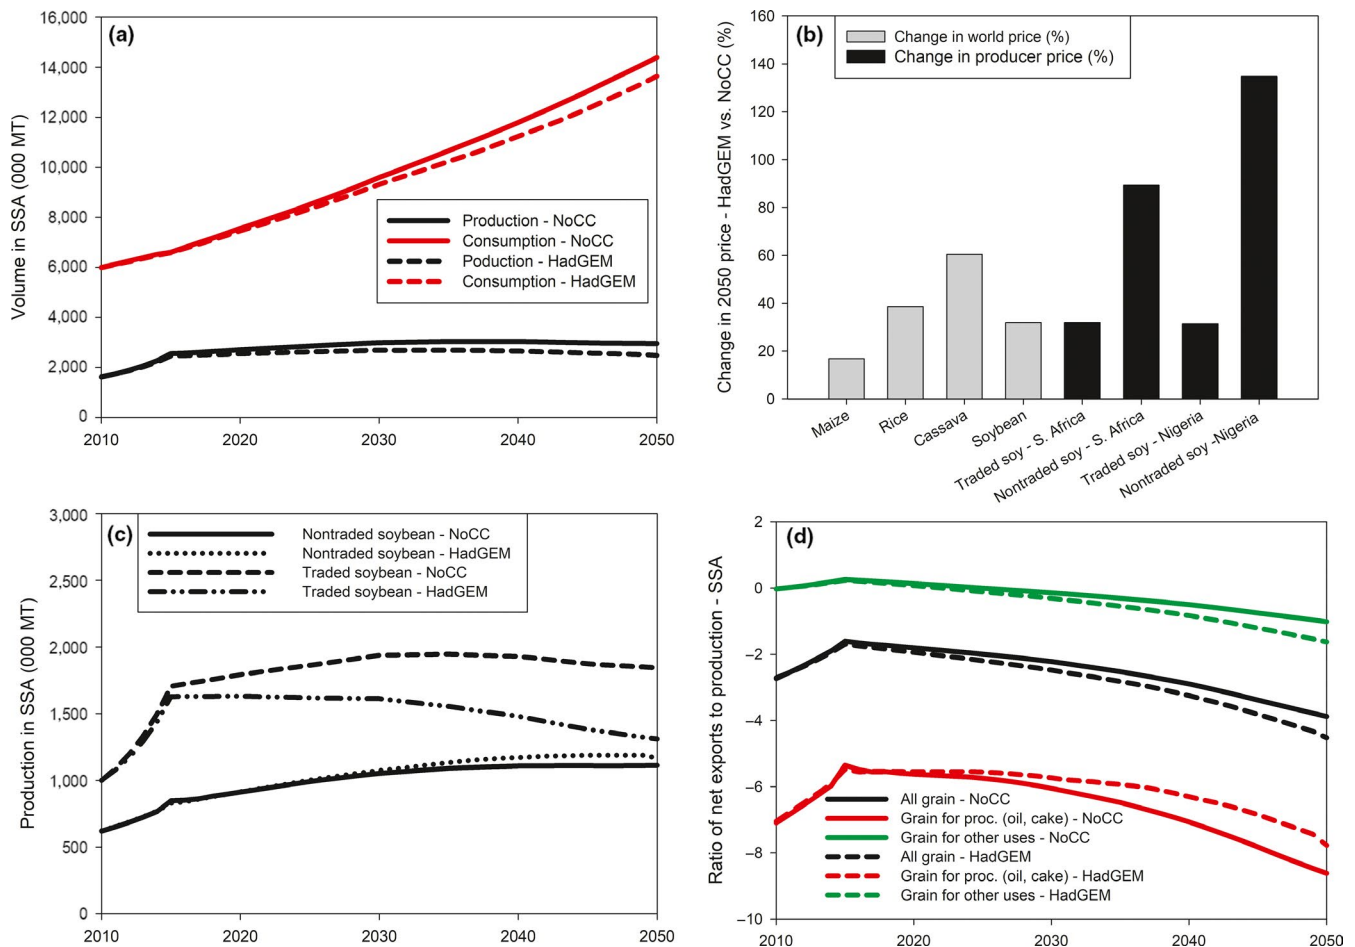 (a)
Volume in SSA (000 MT)
16,000
14,000
12,000
10,000
8,000
6,000
4,000
2,000
0
2010
2020
2030
2040
2050
Production - NoCC
Consumption - NoCC
Poduction - HadGEM
Consumption - HadGEM
(b)
Change in 2050 price - HadGEM vs. NoCC (%)
160
140
120
100
80
60
40
20
0
Change in world price (%)
Change in producer price (%)
Maize
Rice
Cassava
Soybean
Traded soy - S. Africa
Nontraded soy - S. Africa
Traded soy - Nigeria
Nontraded soy -Nigeria
(c)
Production in SSA (000 MT)
3,000
2,500
2,000
1,500
1,000
500
0
2010
2020
2030
2040
2050
Nontraded soybean - NoCC
Nontraded soybean - HadGEM
Traded soybean - NoCC
Traded soybean - HadGEM
(d)
Ratio of net exports to production - SSA
2
0
−2
−4
−6
−8
−10
2010
2020
2030
2040
2050
All grain - NoCC
Grain for proc. (oil, cake) - NoCC
Grain for other uses - NoCC
All grain - HadGEM
Grain for proc. (oil, cake) - HadGEM
Grain for other uses - HadGEM